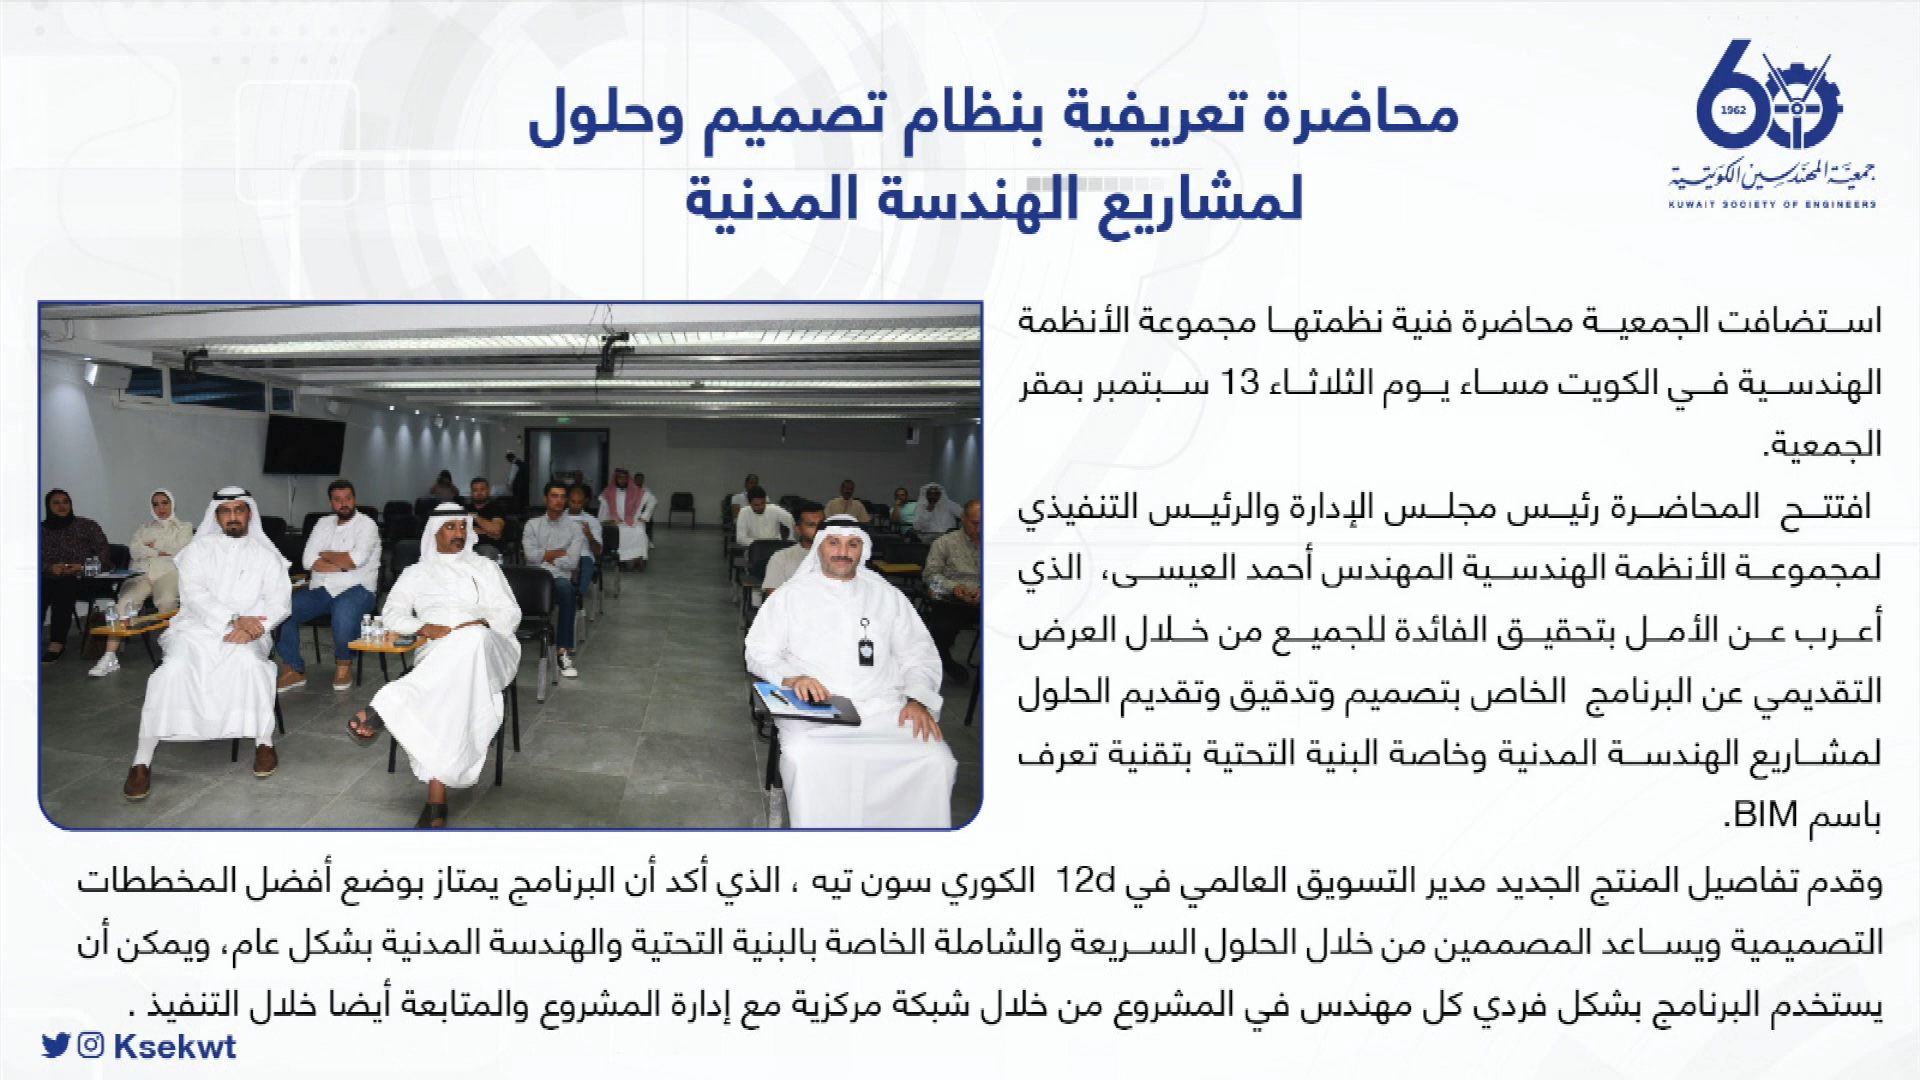 محاضرة تعريفية بنظام تصميم وحلول
لمشاريع الهندسة المدنية
60
1962
جمعية المهندسين الكويتية
KUWAIT SOCIETY OF ENGINEERS
استضافت الجمعية محاضرة فنية نظمتها مجموعة الأنظمة
الهندسية في الكويت مساء يوم الثلاثاء 13 سبتمبر بمقر
الجمعية.
افتتح المحاضرة رئيس مجلس الإدارة والرئيس التنفيذي
لمجموعة الأنظمة الهندسية المهندس أحمد العيسى، الذي
أعرب عن الأمل بتحقيق الفائدة للجميع من خلال العرض
التقديمي عن البرنامج الخاص بتصميم وتدقيق وتقديم الحلول
لمشاريع الهندسة المدنية وخاصة البنية التحتية بتقنية تعرف
باسم BIM.
وقدم تفاصيل المنتج الجديد مدير التسويق العالمي في 12d الكوري سون تيه ، الذي أكد أن البرنامج يمتاز بوضع أفضل المخططات
التصميمية ويساعد المصممين من خلال الحلول السريعة والشاملة الخاصة بالبنية التحتية والهندسة المدنية بشكل عام، ويمكن أن
يستخدم البرنامج بشكل فردي كل مهندس في المشروع من خلال شبكة مركزية مع إدارة المشروع والمتابعة أيضا خلال التنفيذ .
Ksekwt